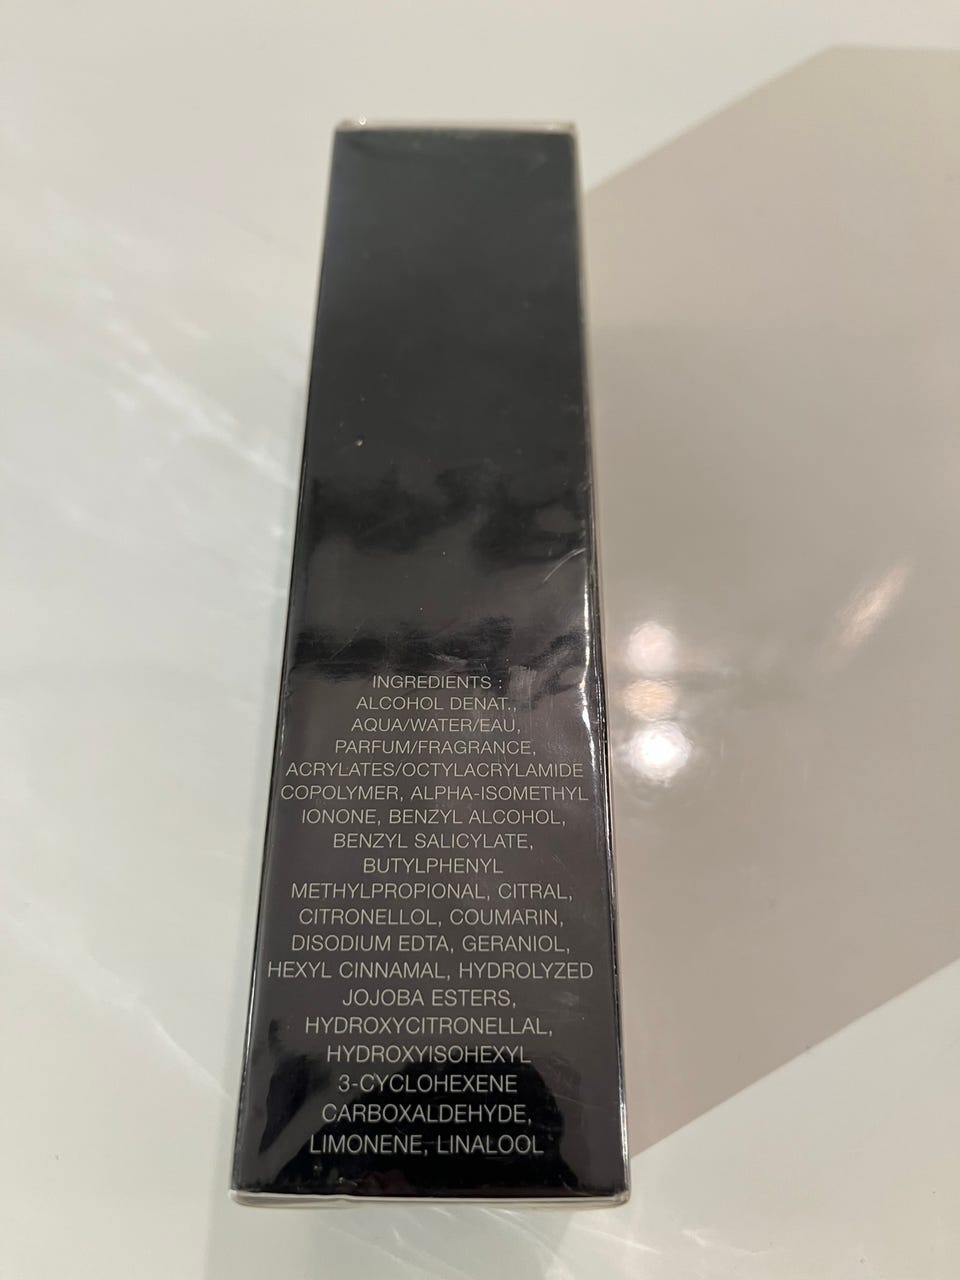 INGREDIENTS :
ALCOHOL DENAT.,
AQUA/WATER/EAU,
PARFUM/FRAGRANCE,
ACRYLATES/OCTYLACRYLAMIDE
COPOLYMER, ALPHA-ISOMETHYL
IONONE, BENZYL ALCOHOL,
BENZYL SALICYLATE,
BUTYLPHENYL
METHYLPROPIONAL, CITRAL,
CITRONELLOL, COUMARIN,
DISODIUM EDTA, GERANIOL,
HEXYL CINNAMAL, HYDROLYZED
JOJOBA ESTERS,
HYDROXYCITRONELLAL,
HYDROXYISOHEXYL
3-CYCLOHEXENE
CARBOXALDEHYDE,
LIMONENE, LINALOOL